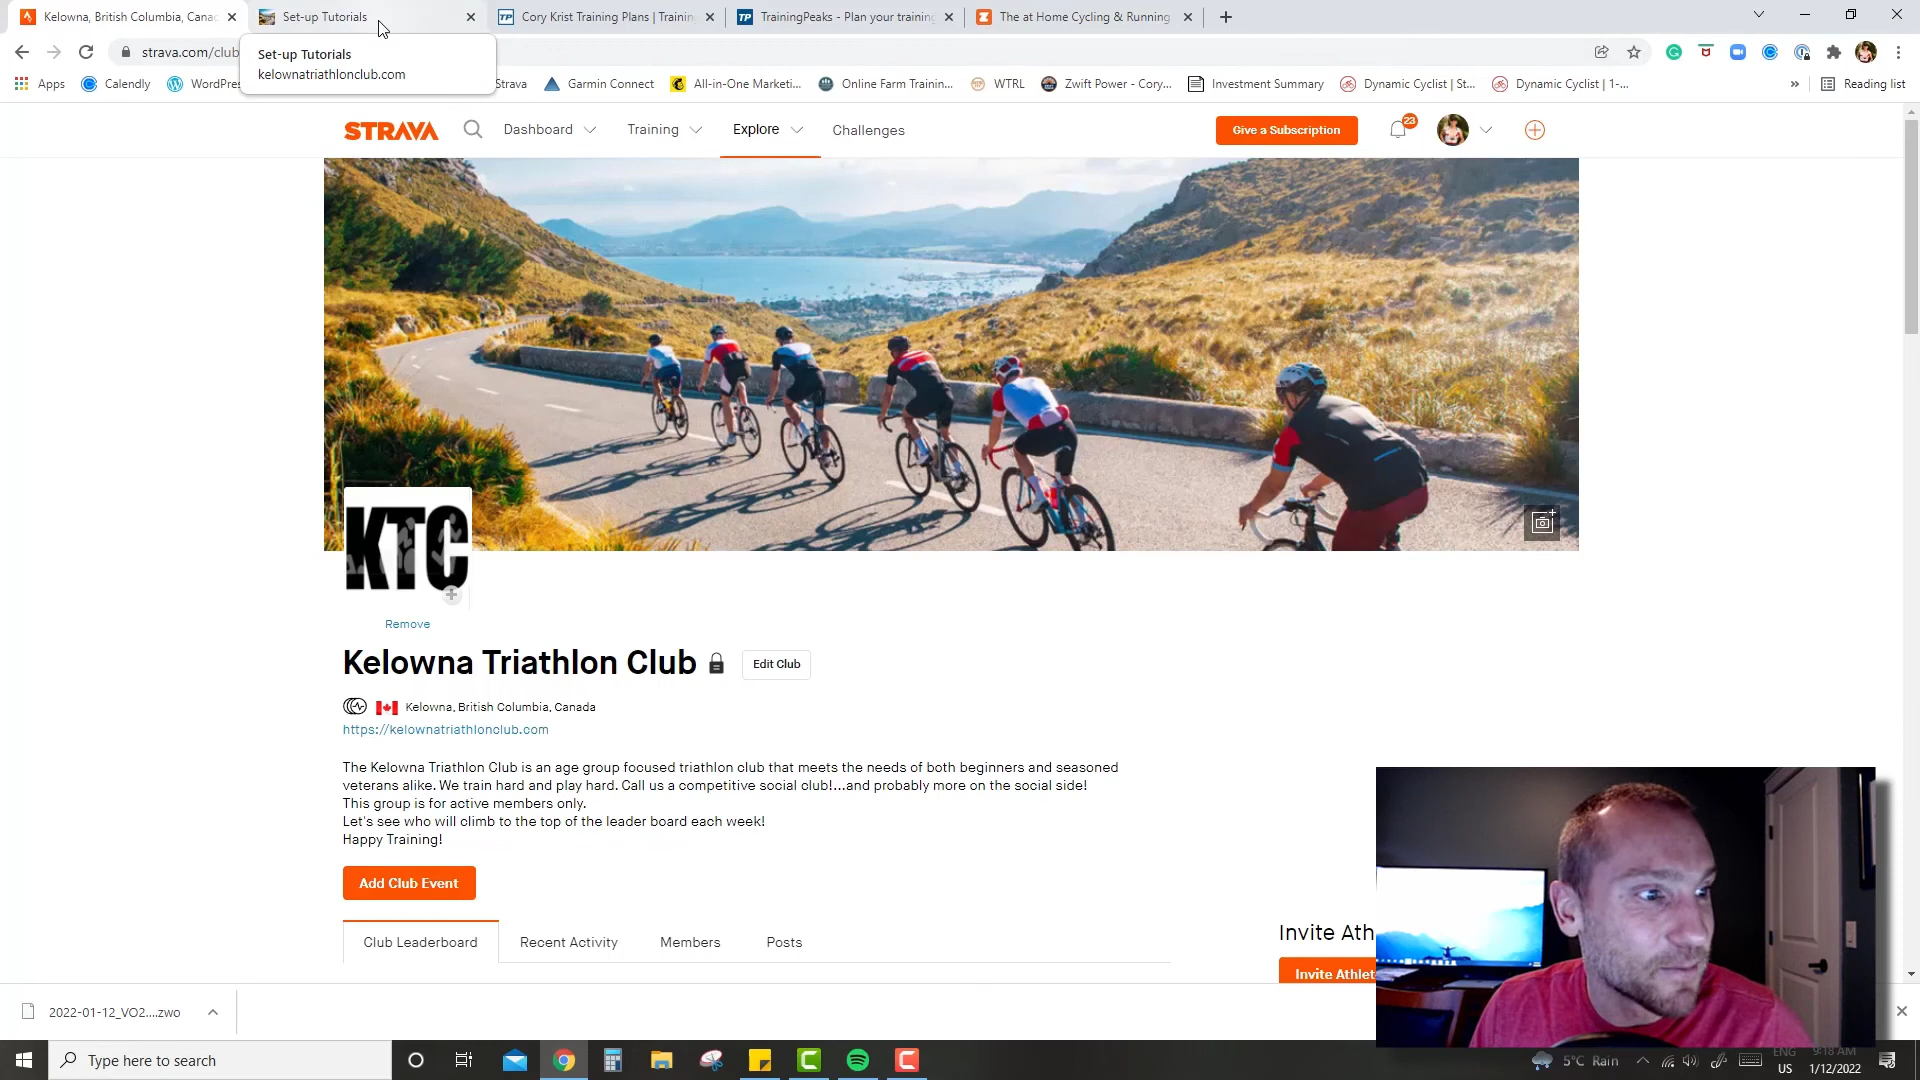 Kelowna, British Columbia, Cana
Set-up Tutorials
Cory Krist Training Plans | Trainin
TrainingPeaks - Plan your training
The at Home Cycling & Running
strava.com/club
Set-up Tutorials
kelownatriathlonclub.com
Apps
Calendly
WordPres
Strava
Garmin Connect
All-in-One Marketi...
Online Farm Trainin...
WTRL
Zwift Power - Cory...
Investment Summary
Dynamic Cyclist | St...
Dynamic Cyclist | 1-...
»
Reading list
STRAVA
Dashboard
Training
Explore
Challenges
Give a Subscription
23
KTC
Remove
Kelowna Triathlon Club
Edit Club
Kelowna, British Columbia, Canada
https://kelownatriathlonclub.com
The Kelowna Triathlon Club is an age group focused triathlon club that meets the needs of both beginners and seasoned
veterans alike. We train hard and play hard. Call us a competitive social club!...and probably more on the social side!
This group is for active members only.
Let's see who will climb to the top of the leader board each week!
Happy Training!
Add Club Event
Club Leaderboard
Recent Activity
Members
Posts
Invite Ath
Invite Athlet
2022-01-12_VO2....zwo
Type here to search
5°C Rain
ENG
US
9:18 AM
1/12/2022